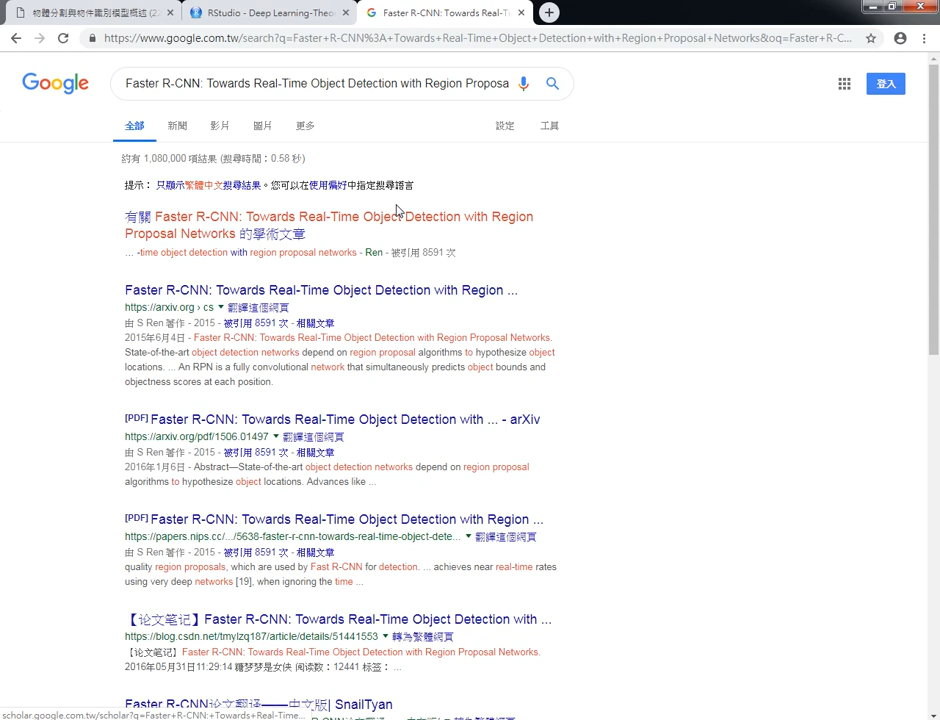 物體分割與物件識別模型概述 (2
RStudio - Deep Learning-Theo
Faster R-CNN: Towards Real-Ti
https://www.google.com.tw/search?q=Faster+R-CNN%3A+Towards+Real-Time+Object+Detection+with+Region+Proposal+Networks&oq=Faster+R-C...
Google
Faster R-CNN: Towards Real-Time Object Detection with Region Proposa
登入
全部 新聞 影片 圖片 更多 設定 工具
約有 1,080,000 項結果 (搜尋時間：0.58 秒)
提示： 只顯示繁體中文搜尋結果。您可以在使用偏好中指定搜尋語言
有關 Faster R-CNN: Towards Real-Time Object Detection with Region
Proposal Networks 的學術文章
... -time object detection with region proposal networks - Ren - 被引用 8591 次
Faster R-CNN: Towards Real-Time Object Detection with Region ...
https://arxiv.org › cs ▼ 翻譯這個網頁
由 S Ren 著作 - 2015 - 被引用 8591 次 - 相關文章
2015年6月4日 - Faster R-CNN: Towards Real-Time Object Detection with Region Proposal Networks.
State-of-the-art object detection networks depend on region proposal algorithms to hypothesize object
locations. ... An RPN is a fully convolutional network that simultaneously predicts object bounds and
objectness scores at each position.
[PDF] Faster R-CNN: Towards Real-Time Object Detection with ... - arXiv
https://arxiv.org/pdf/1506.01497 ▼ 翻譯這個網頁
由 S Ren 著作 - 2015 - 被引用 8591 次 - 相關文章
2016年1月6日 - Abstract—State-of-the-art object detection networks depend on region proposal
algorithms to hypothesize object locations. Advances like ...
[PDF] Faster R-CNN: Towards Real-Time Object Detection with Region ...
https://papers.nips.cc/.../5638-faster-r-cnn-towards-real-time-object-dete... ▼ 翻譯這個網頁
由 S Ren 著作 - 2015 - 被引用 8591 次 - 相關文章
quality region proposals, which are used by Fast R-CNN for detection. ... achieves near real-time rates
using very deep networks [19], when ignoring the time ...
【论文笔记】Faster R-CNN: Towards Real-Time Object Detection with ...
https://blog.csdn.net/tmylzq187/article/details/51441553 ▼ 轉為繁體網頁
【论文笔记】Faster R-CNN: Towards Real-Time Object Detection with Region Proposal Networks.
2016年05月31日11:29:14 糖梦梦是女侠 阅读数：12441 标签： ...
Faster R-CNN论文翻译——中文版| SnailTyan
scholar.google.com.tw/scholar?q=Faster+R-CNN:+Towards+Real-Time...